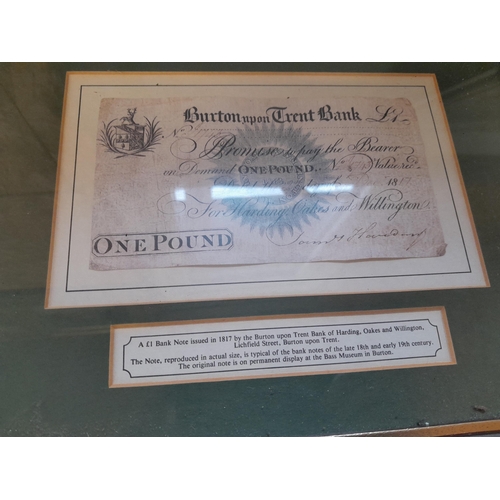 Burton upon Trent Bank £1
No
I Promise to pay the Bearer
on Demand ONE POUND. Value recd.
181
For Harding, Oakes and Willington
ONE POUND
A £1 Bank Note issued in 1817 by the Burton upon Trent Bank of Harding, Oakes and Willington,
Lichfield Street, Burton upon Trent.
The Note, reproduced in actual size, is typical of the bank notes of the late 18th and early 19th century.
The original note is on permanent display at the Bass Museum in Burton.